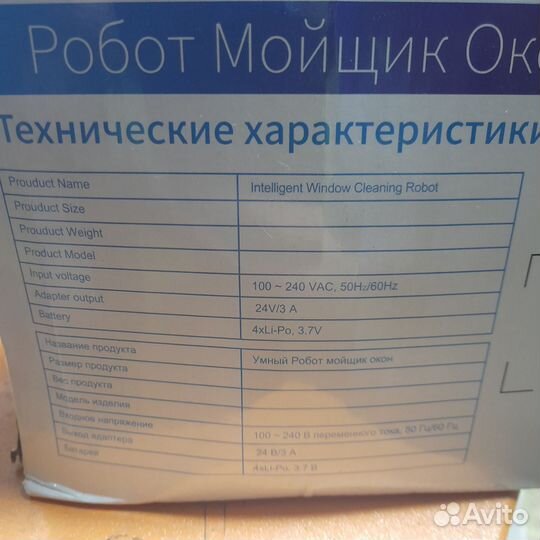 Робот Мойщик Ок
Технические характеристики
Prouduct Name Intelligent Window Cleaning Robot
Prouduct Size
Prouduct Weight
Product Model
Input voltage 100 ~ 240 VAC, 50Hz/60Hz
Adapter output 24V/3 A
Battery 4xLi-Po, 3.7V
Название продукта Умный Робот мойщик окон
Размер продукта
Вес продукта
Модель изделия
Входное напряжение 100 ~ 240 В переменного тока, 50 Гц/60 Гц
Выход адаптера 24 В/3 А
Батарея 4xLi-Po, 3.7 В
Avito